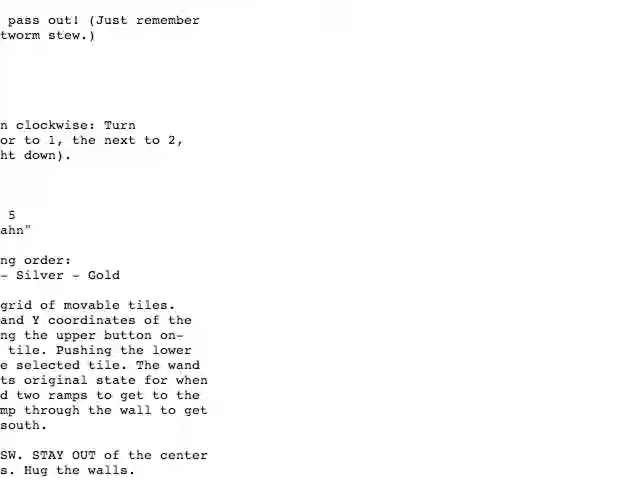 pass out! (Just remember
tworm stew.)
n clockwise: Turn
or to 1, the next to 2,
ht down).
5
ahn"
ng order:
- Silver - Gold
grid of movable tiles.
and Y coordinates of the
ng the upper button on-
tile. Pushing the lower
e selected tile. The wand
ts original state for when
d two ramps to get to the
mp through the wall to get
south.
SW. STAY OUT of the center
s. Hug the walls.